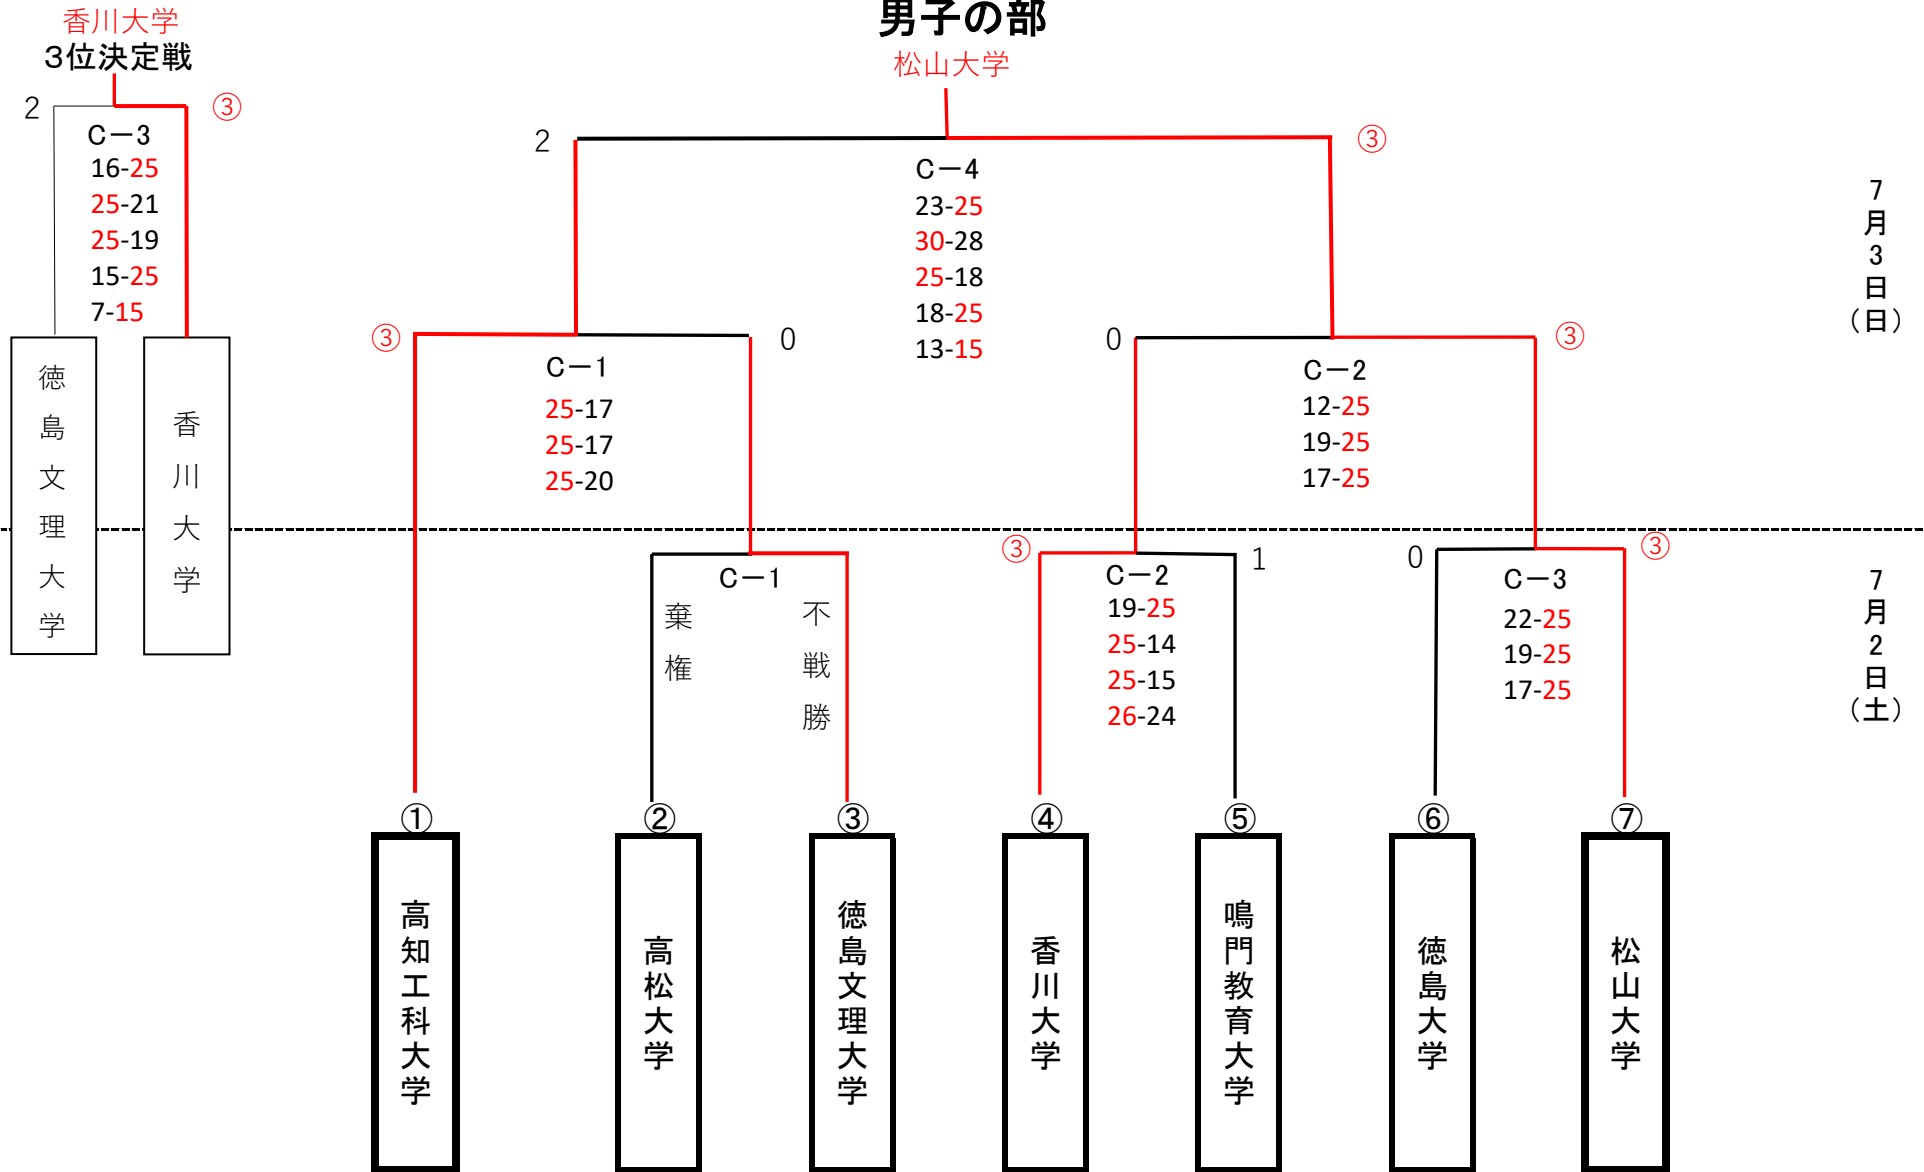 男子の部
香川大学
3位決定戦
2
③
C－3
16-25
25-21
25-19
15-25
7-15
徳島文理大学
香川大学
松山大学
2
③
C－4
23-25
30-28
25-18
18-25
13-15
7月3日（日）
③
0
C－1
25-17
25-17
25-20
0
③
C－2
12-25
19-25
17-25
C－1
棄権
不戦勝
③
1
C－2
19-25
25-14
25-15
26-24
0
③
C－3
22-25
19-25
17-25
7月2日（土）
①
②
③
④
⑤
⑥
⑦
高知工科大学
高松大学
徳島文理大学
香川大学
鳴門教育大学
徳島大学
松山大学